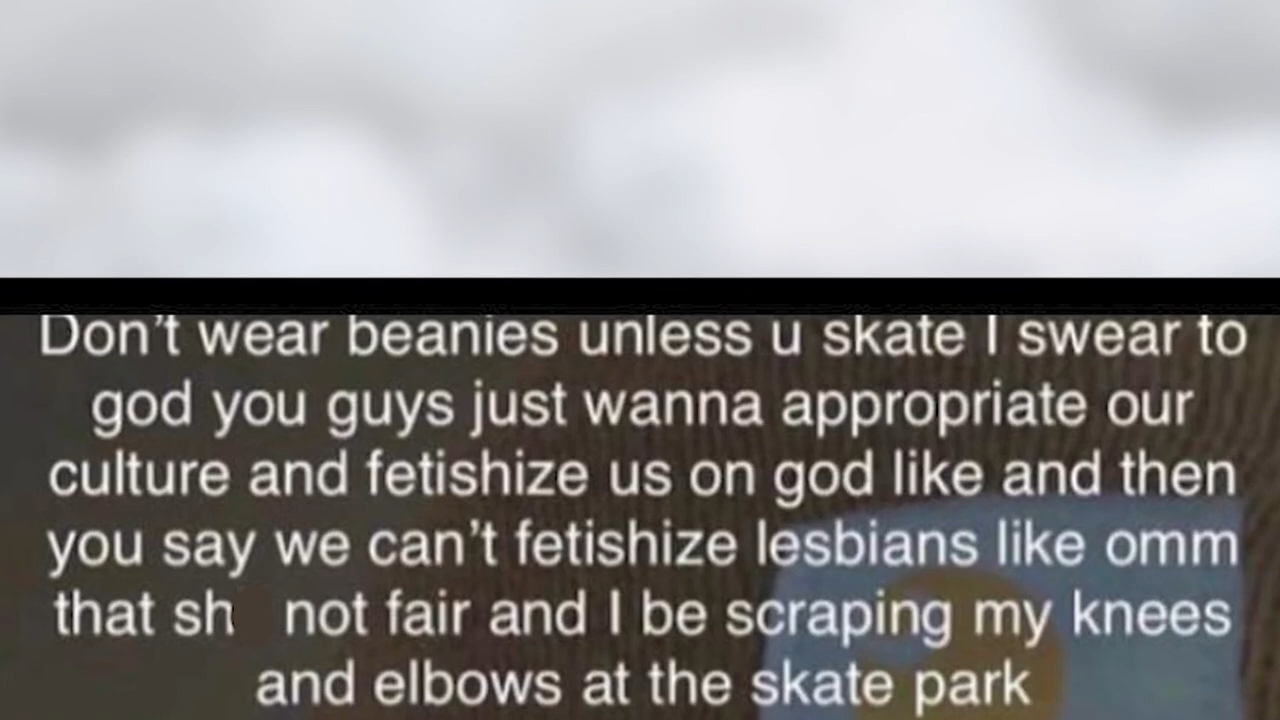 Don't wear beanies unless u skate I swear to
god you guys just wanna appropriate our
culture and fetishize us on god like and then
you say we can't fetishize lesbians like omm
that sh not fair and I be scraping my knees
and elbows at the skate park